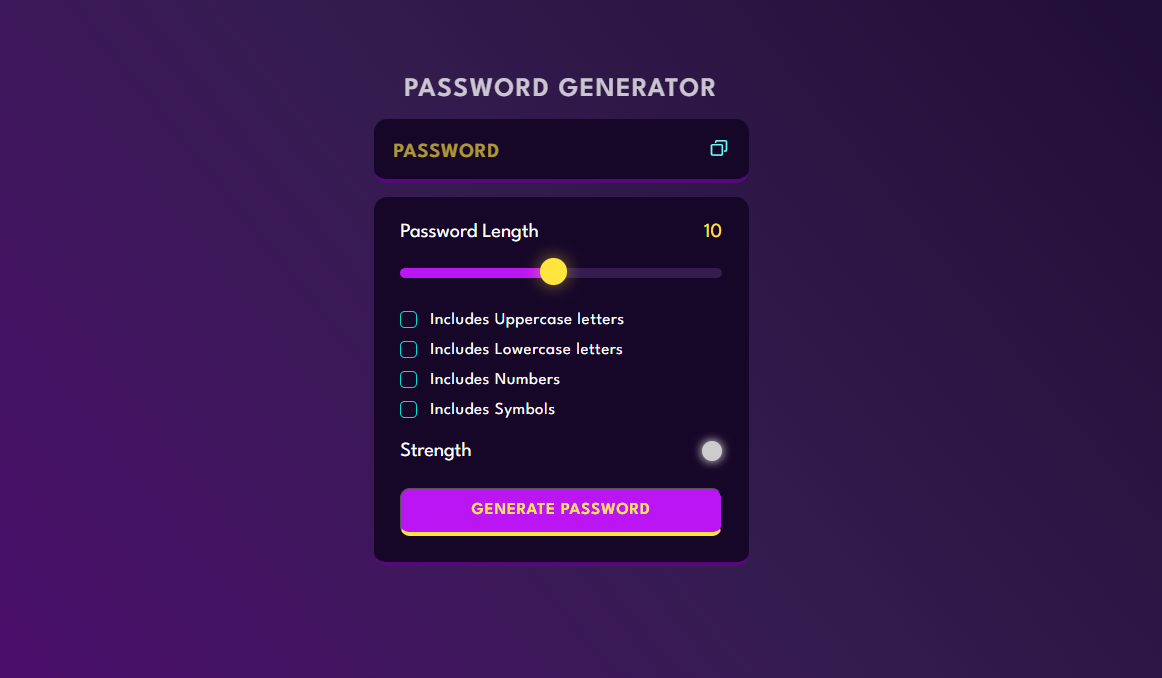 PASSWORD GENERATOR
PASSWORD
Password Length 10
Includes Uppercase letters
Includes Lowercase letters
Includes Numbers
Includes Symbols
Strength
GENERATE PASSWORD